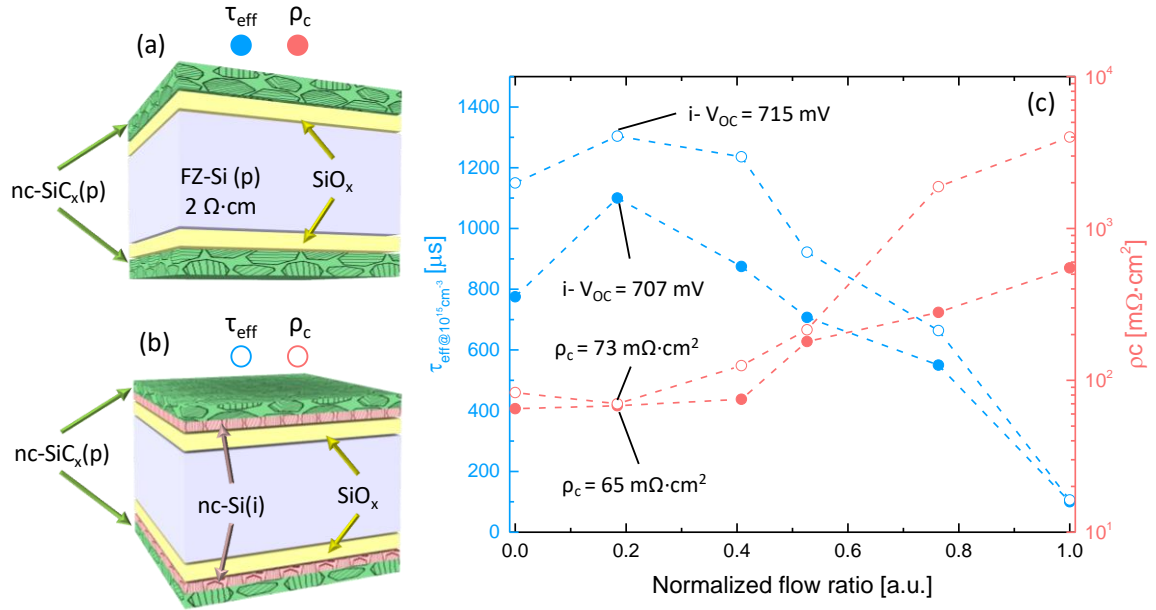 (a)
τeff
ρc
nc-SiCx(p)
FZ-Si (p)
2 Ω·cm
SiOx
(b)
τeff
ρc
nc-SiCx(p)
nc-Si(i)
SiOx
(c)
τeff@10¹⁵cm⁻³ [µs]
1400
1200
1000
800
600
400
200
0
i- VOC = 715 mV
i- VOC = 707 mV
ρc = 73 mΩ·cm²
ρc = 65 mΩ·cm²
10⁴
10³
10²
10¹
ρc [mΩ·cm²]
0.0 0.2 0.4 0.6 0.8 1.0
Normalized flow ratio [a.u.]